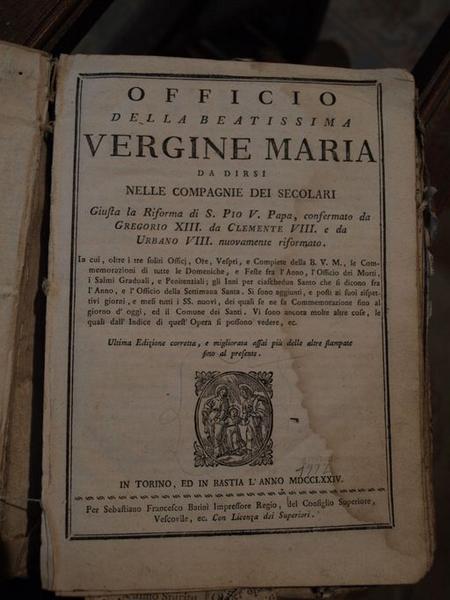 OFFICIO
DELLA BEATISSIMA
VERGINE MARIA
DA DIRSI
NELLE COMPAGNIE DEI SECOLARI
Giuſta la Riforma di S. PIO V. Papa, confermato da
GREGORIO XIII. da CLEMENTE VIII. e da
URBANO VIII. nuovamente riformato.
In cui, oltre i tre ſoliti Officj, Ore, Veſpri, e Compiete della B. V. M., le Com-
memorazioni di tutte le Domeniche, e Feſte fra l'Anno, l'Officio dei Morti,
i Salmi Graduali, e Penitenziali; gli Inni per ciaſchedun Santo che ſi dicono fra
l'Anno, e l'Officio della Settimana Santa. Si ſono aggiunti, e poſti ai ſuoi riſpet-
tivi giorni, e meſi tutti i SS. nuovi, dei quali ſe ne fa Commemorazione fino al
giorno d'oggi, ed il Comune dei Santi. Vi ſono ancora molte altre coſe, le
quali dall'Indice di queſt'Opera ſi poſſono vedere, ec.
Ultima Edizione corretta, e migliorata aſſai più delle altre ſtampate
fino al preſente.
IN TORINO, ED IN BASTIA L'ANNO MDCCLXXIV.
Per Sebaſtiano Franceſco Batini Impreſſore Regio, del Conſiglio Superiore,
Veſcovile, ec. Con Licenza dei Superiori.